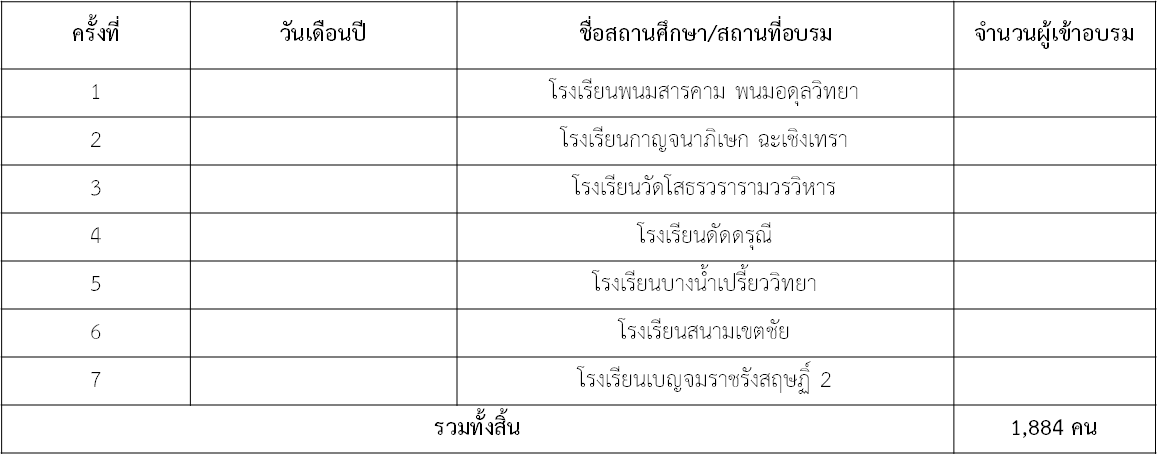 ครั้งที่ วันเดือนปี ชื่อสถานศึกษา/สถานที่อบรม จำนวนผู้เข้าอบรม
1 โรงเรียนพนมสารคาม พนมอดุลวิทยา
2 โรงเรียนกาญจนาภิเษก ฉะเชิงเทรา
3 โรงเรียนวัดโสธรวรารามวรวิหาร
4 โรงเรียนดัดดรุณี
5 โรงเรียนบางน้ำเปรี้ยววิทยา
6 โรงเรียนสนามเขตชัย
7 โรงเรียนเบญจมราชรังสฤษฏิ์ 2
รวมทั้งสิ้น 1,884 คน